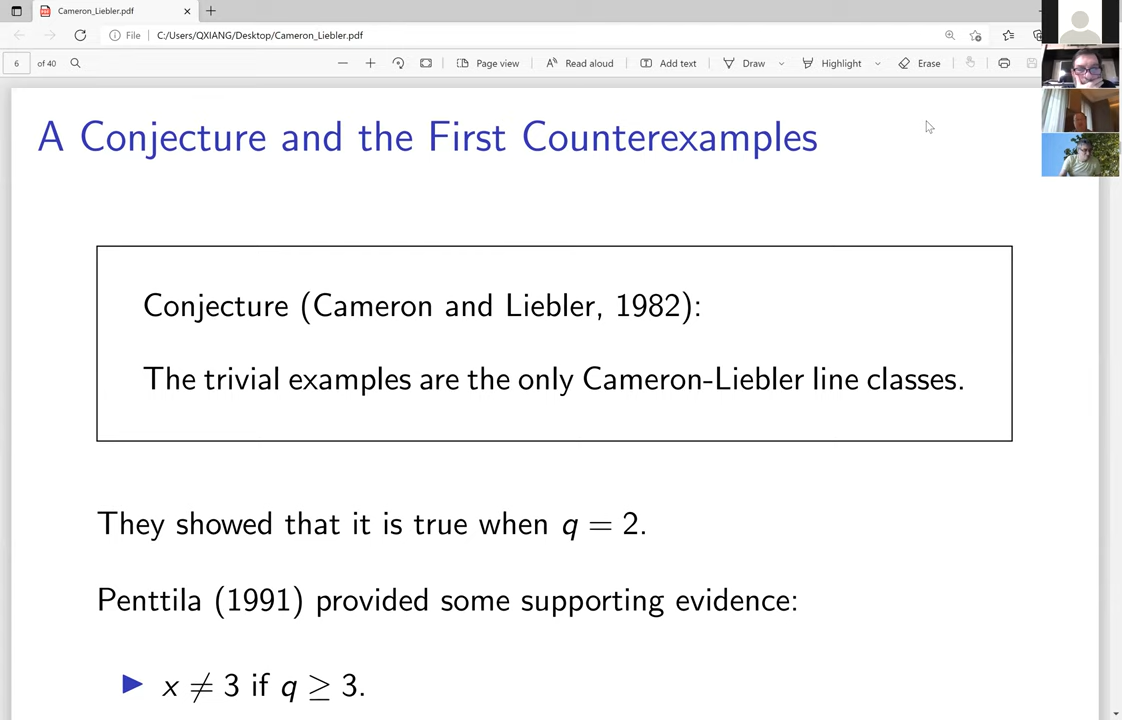 Cameron_Liebler.pdf
File C:/Users/QXIANG/Desktop/Cameron_Liebler.pdf
6 of 40 Page view Read aloud Add text Draw Highlight Erase
A Conjecture and the First Counterexamples
Conjecture (Cameron and Liebler, 1982):
The trivial examples are the only Cameron-Liebler line classes.
They showed that it is true when q = 2.
Penttila (1991) provided some supporting evidence:
▶ x ≠ 3 if q ≥ 3.